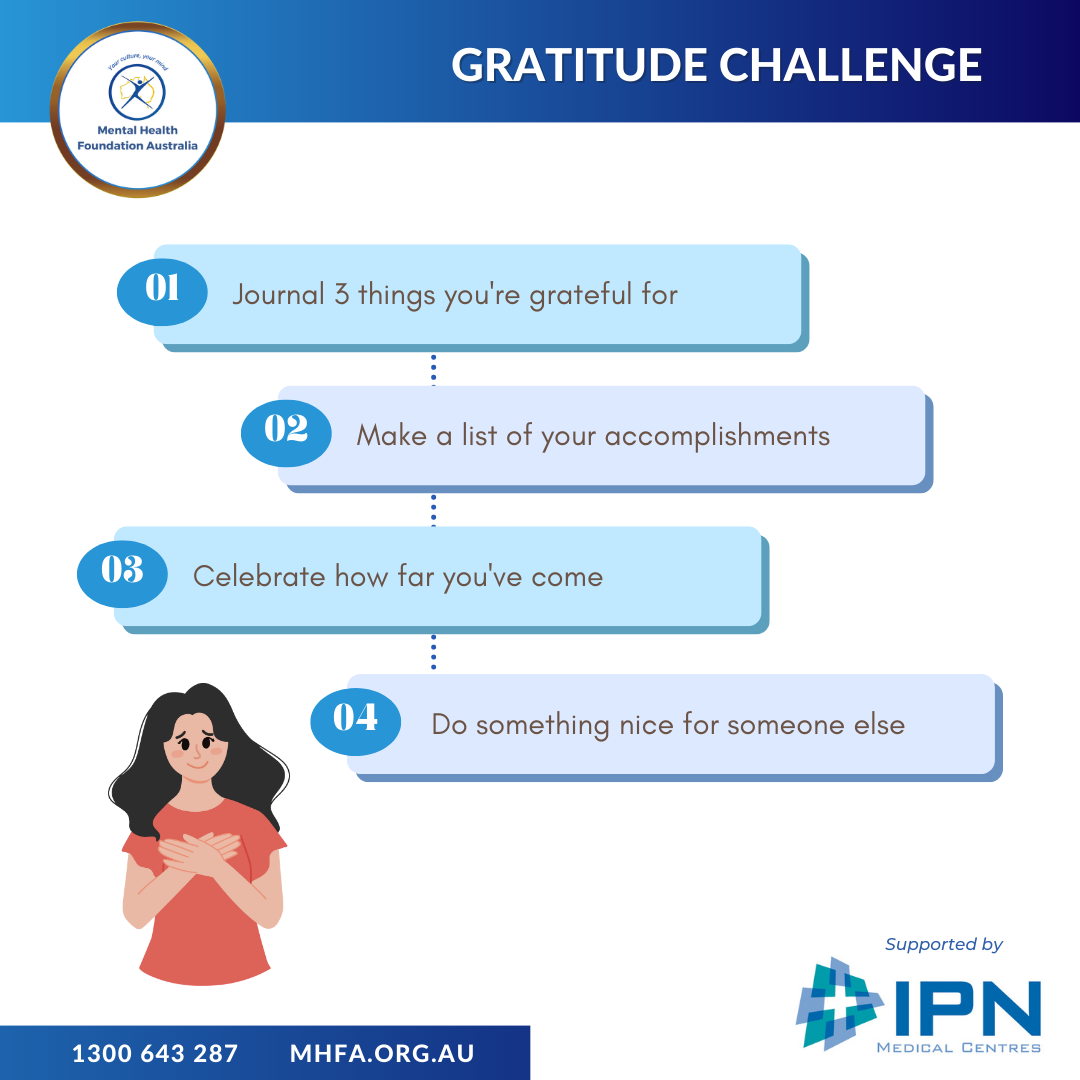 GRATITUDE CHALLENGE
Your culture, your mind
Mental Health
Foundation Australia
01
Journal 3 things you're grateful for
02
Make a list of your accomplishments
03
Celebrate how far you've come
04
Do something nice for someone else
Supported by
IPN
MEDICAL CENTRES
1300 643 287 MHFA.ORG.AU